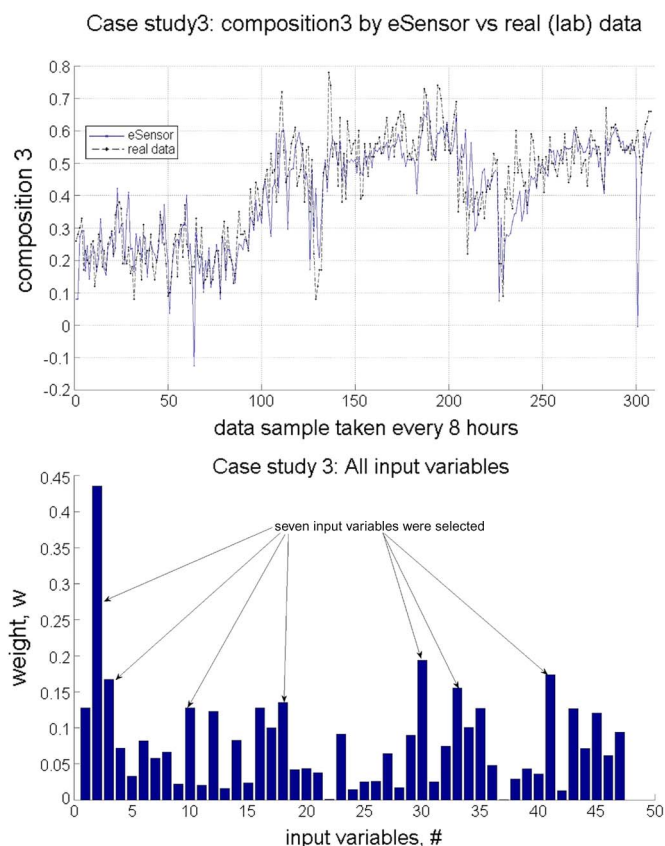 Case study3: composition3 by eSensor vs real (lab) data
0.8
0.7
0.6
0.5
0.4
0.3
0.2
0.1
0
-0.1
-0.2
composition 3
eSensor
real data
0 50 100 150 200 250 300
data sample taken every 8 hours
Case study 3: All input variables
0.45
0.4
0.35
0.3
0.25
0.2
0.15
0.1
0.05
0
weight, w
seven input variables were selected
0 5 10 15 20 25 30 35 40 45 50
input variables, #